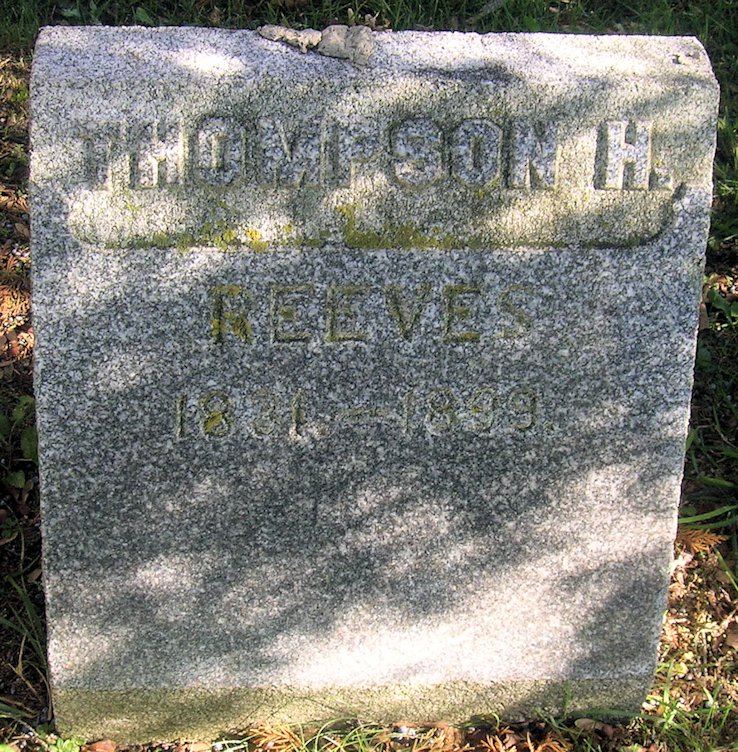 THOMPSON H.
REEVES
1831.—1899.